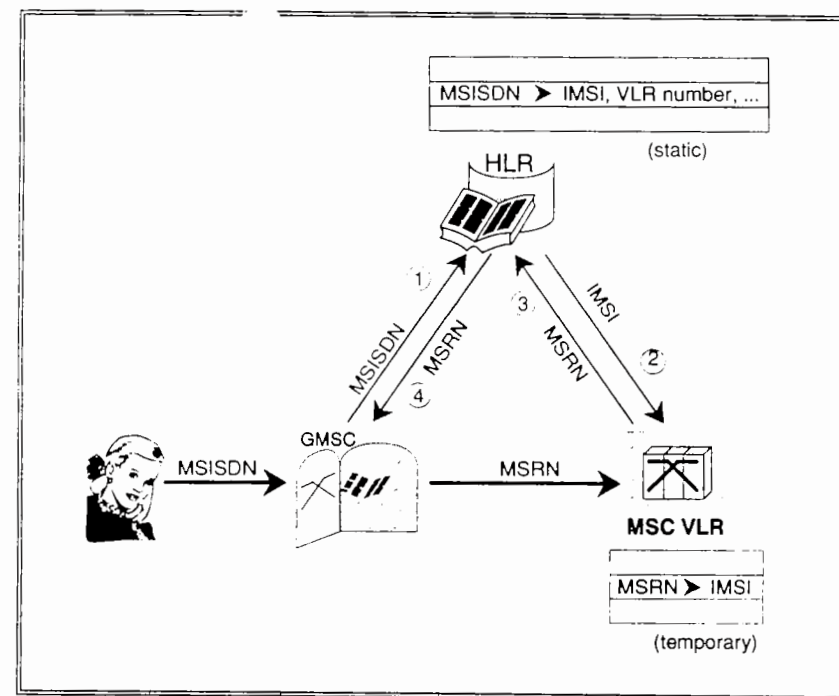 MSISDN ➤ IMSI, VLR number, ...
(static)
HLR
1
MSISDN
MSRN
4
3
MSRN
IMSI
2
GMSC
MSISDN
MSRN
MSC VLR
MSRN ➤ IMSI
(temporary)